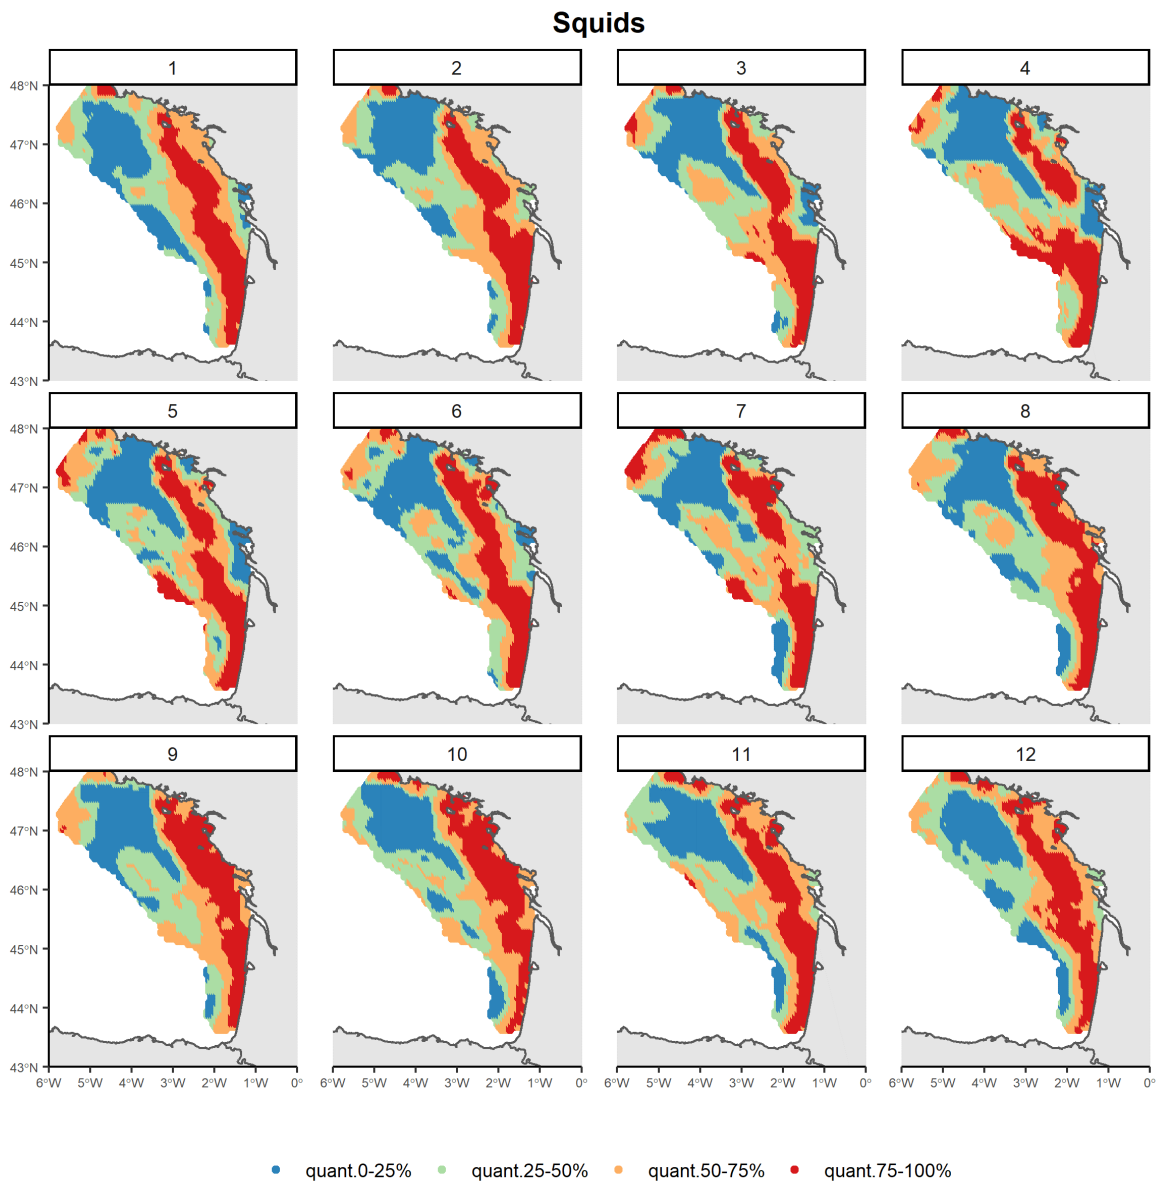 Squids
1 2 3 4
48°N
47°N
46°N
45°N
44°N
43°N
5 6 7 8
48°N
47°N
46°N
45°N
44°N
43°N
9 10 11 12
48°N
47°N
46°N
45°N
44°N
43°N
6°W 5°W 4°W 3°W 2°W 1°W 0° 6°W 5°W 4°W 3°W 2°W 1°W 0° 6°W 5°W 4°W 3°W 2°W 1°W 0° 6°W 5°W 4°W 3°W 2°W 1°W 0°
quant.0-25% quant.25-50% quant.50-75% quant.75-100%